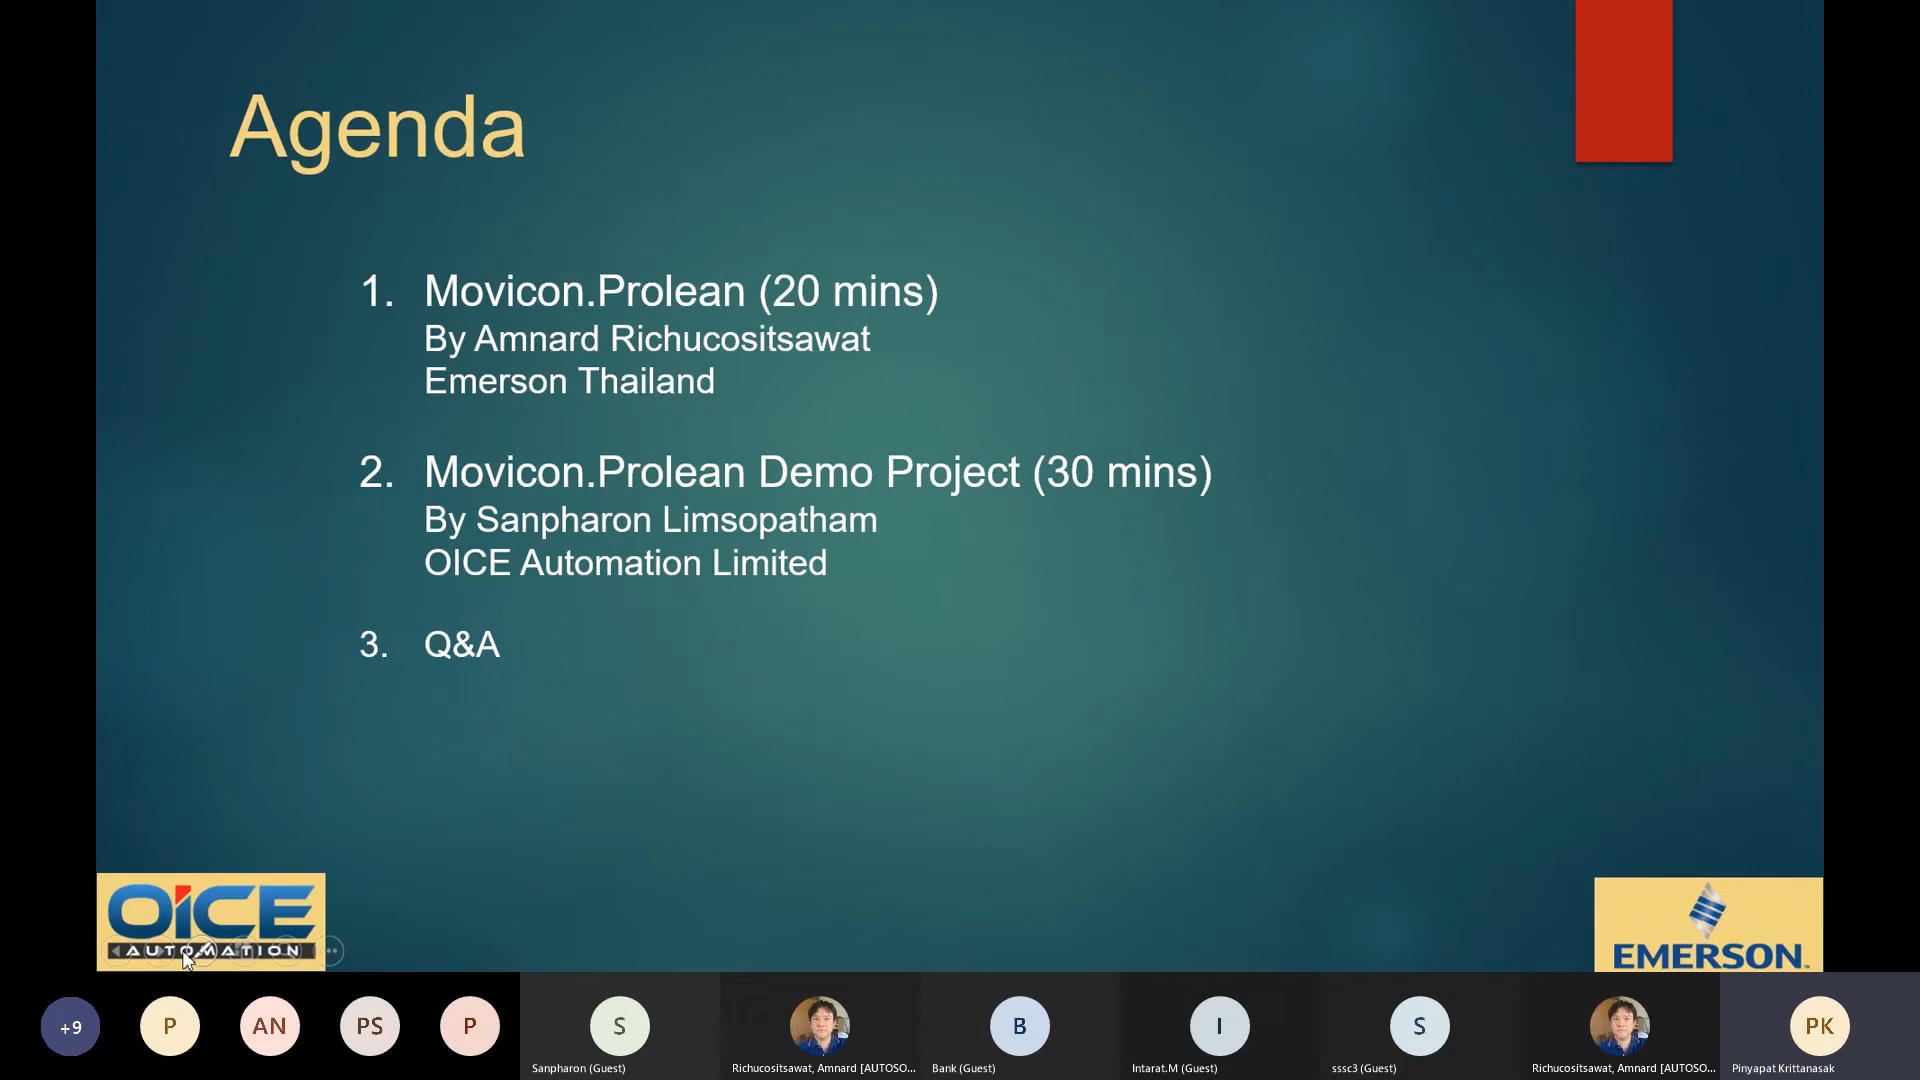 Agenda
1. Movicon.Prolean (20 mins)
By Amnard Richucositsawat
Emerson Thailand
2. Movicon.Prolean Demo Project (30 mins)
By Sanpharon Limsopatham
OICE Automation Limited
3. Q&A
OiCE
AUTOMATION
EMERSON
+9
P
AN
PS
P
S
Sanpharon (Guest)
Richucositsawat, Amnard [AUTOSO...
B
Bank (Guest)
I
Intarat.M (Guest)
S
sssc3 (Guest)
Richucositsawat, Amnard [AUTOSO...
PK
Pinyapat Krittanasak